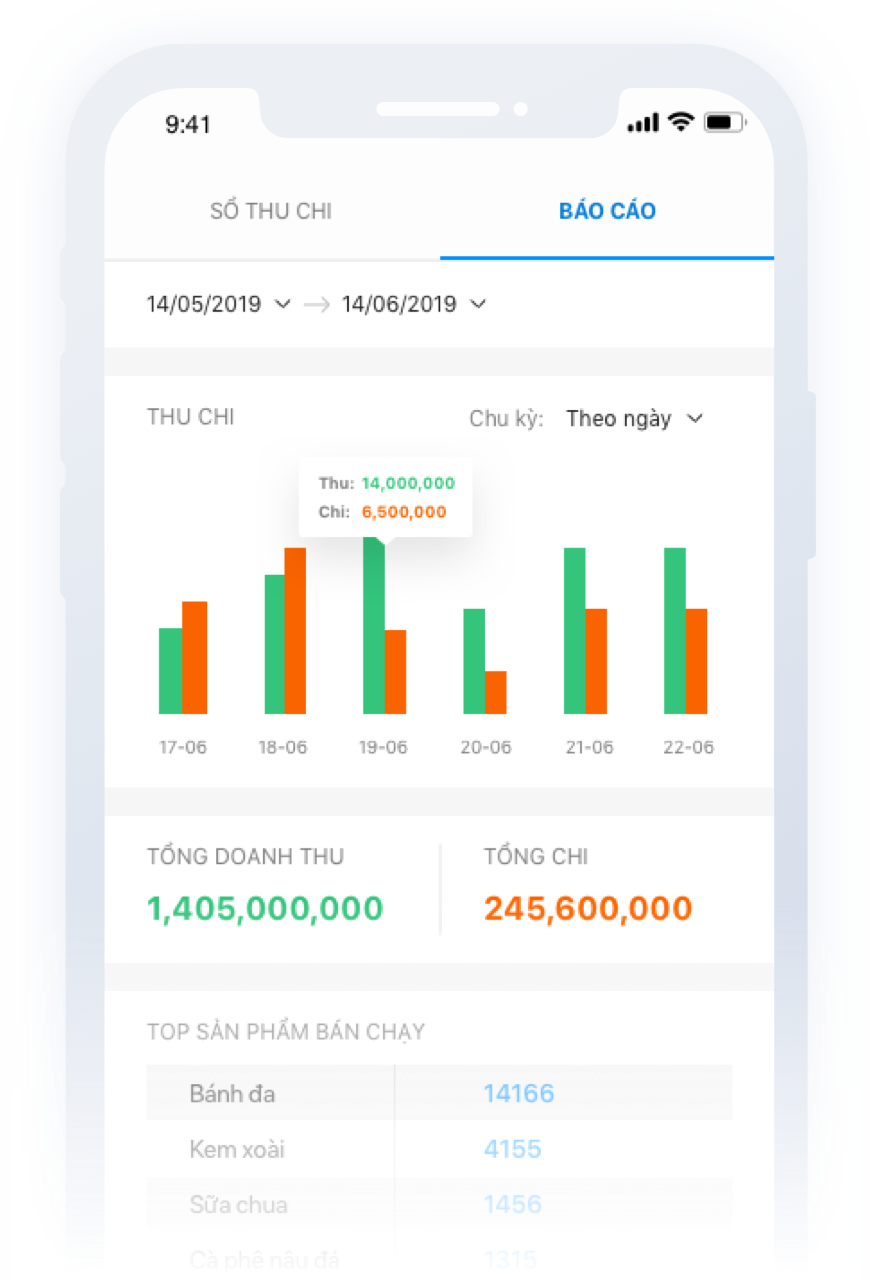 9:41
SỔ THU CHI BÁO CÁO
14/05/2019 14/06/2019
THU CHI Chu kỳ: Theo ngày
Thu: 14,000,000
Chi: 6,500,000
17-06 18-06 19-06 20-06 21-06 22-06
TỔNG DOANH THU TỔNG CHI
1,405,000,000 245,600,000
TOP SẢN PHẨM BÁN CHẠY
Bánh đa 14166
Kem xoài 4155
Sữa chua 1456
Cà phê nâu đá 1315